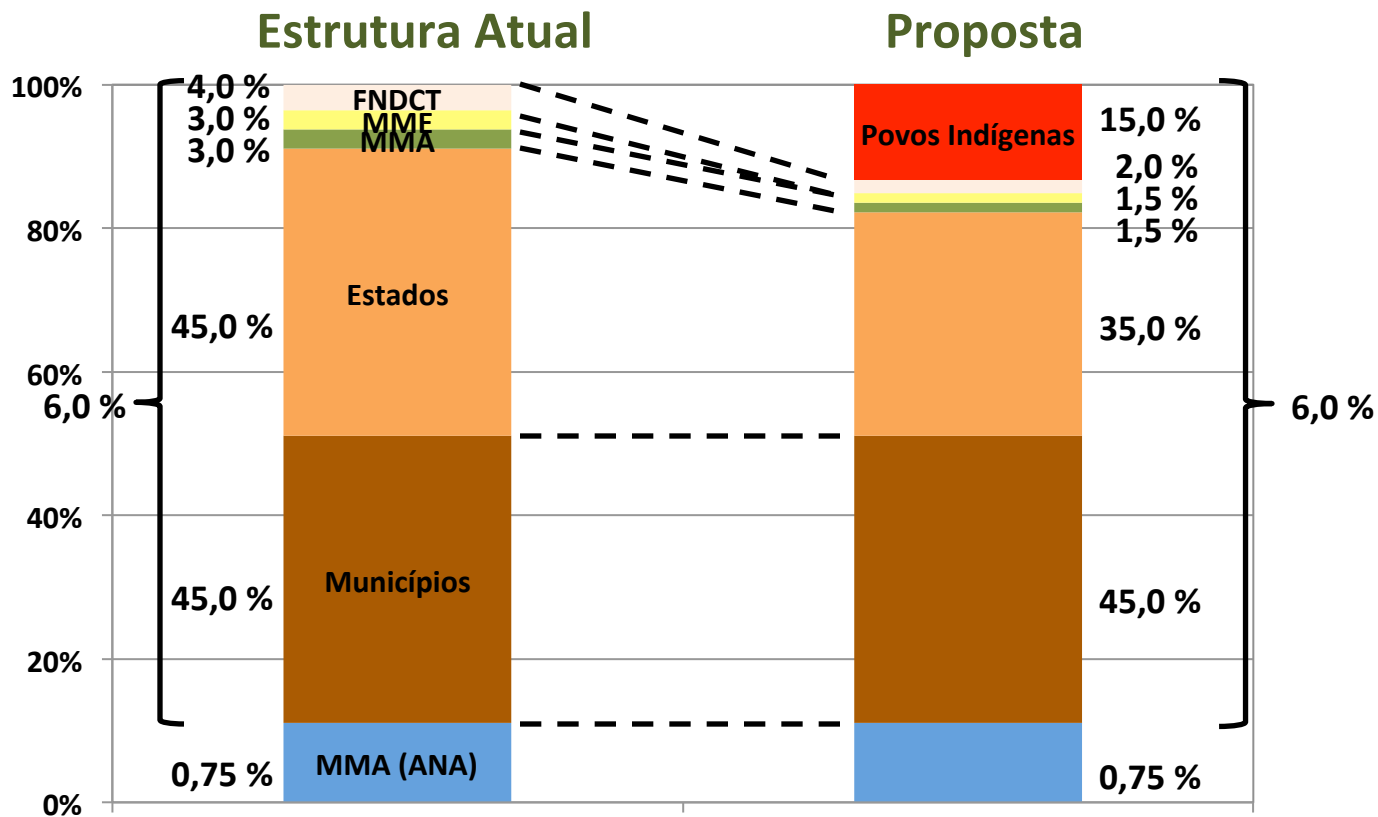 Estrutura Atual
Proposta
100%
80%
60%
40%
20%
0%
4,0 %
3,0 %
3,0 %
45,0 %
6,0 %
45,0 %
0,75 %
FNDCT
MME
MMA
Estados
Municípios
MMA (ANA)
Povos Indígenas
15,0 %
2,0 %
1,5 %
1,5 %
35,0 %
6,0 %
45,0 %
0,75 %